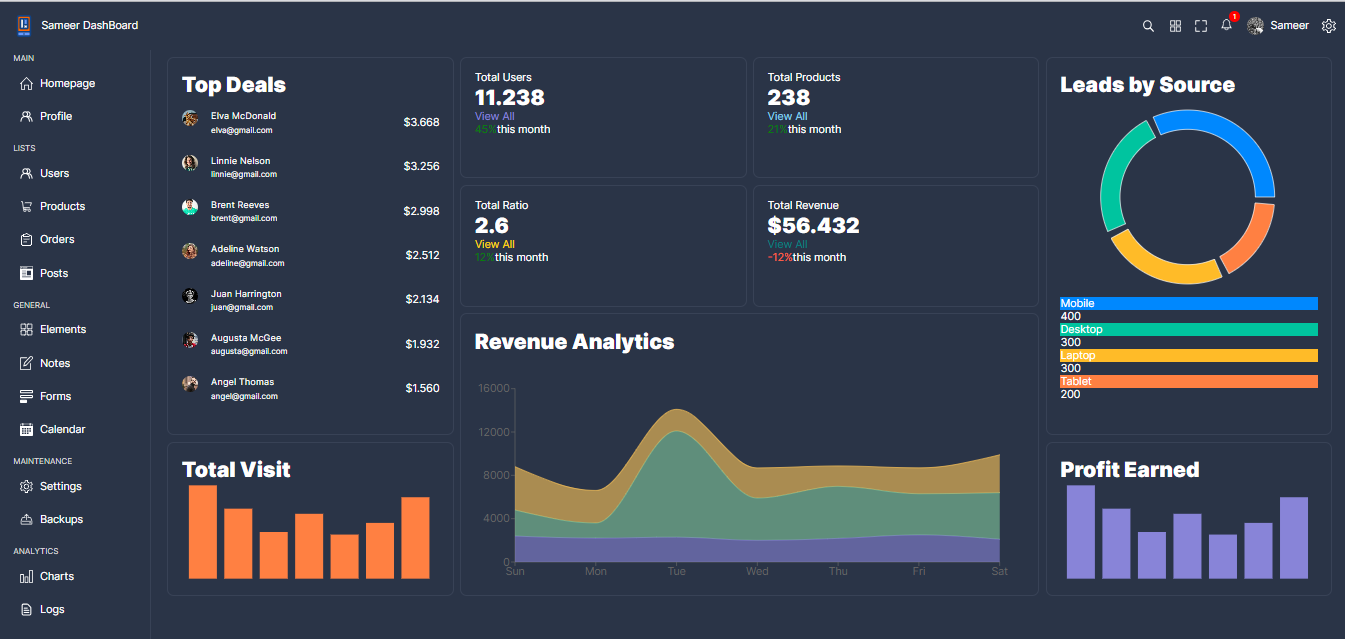 Sameer DashBoard
1
Sameer
MAIN
Homepage
Profile
LISTS
Users
Products
Orders
Posts
GENERAL
Elements
Notes
Forms
Calendar
MAINTENANCE
Settings
Backups
ANALYTICS
Charts
Logs
Top Deals
Elva McDonald
elva@gmail.com
$3.668
Linnie Nelson
linnie@gmail.com
$3.256
Brent Reeves
brent@gmail.com
$2.998
Adeline Watson
adeline@gmail.com
$2.512
Juan Harrington
juan@gmail.com
$2.134
Augusta McGee
augusta@gmail.com
$1.932
Angel Thomas
angel@gmail.com
$1.560
Total Visit
Total Users
11.238
View All
45%this month
Total Products
238
View All
21%this month
Total Ratio
2.6
View All
12%this month
Total Revenue
$56.432
View All
-12%this month
Revenue Analytics
16000
12000
8000
4000
0
Sun Mon Tue Wed Thu Fri Sat
Leads by Source
Mobile
400
Desktop
300
Laptop
300
Tablet
200
Profit Earned